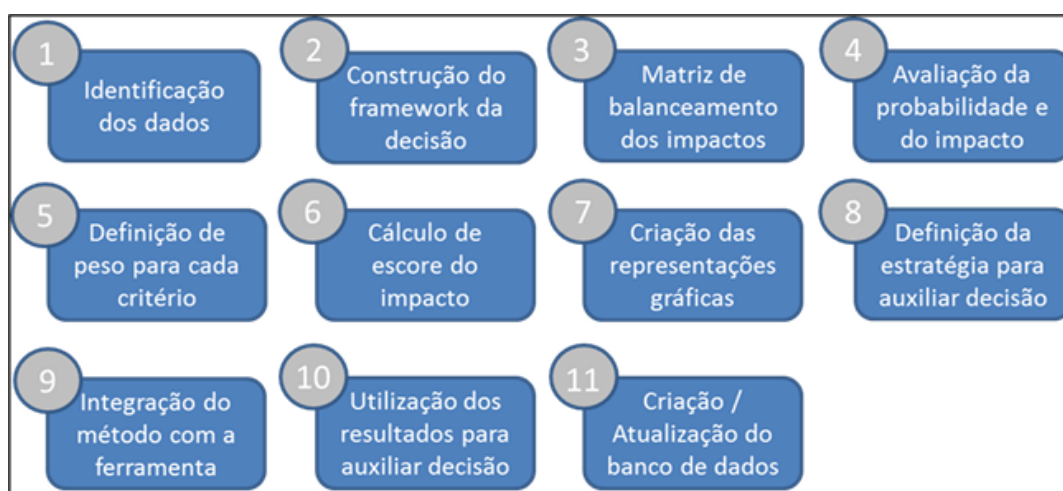 1
Identificação
dos dados
2
Construção do
framework da
decisão
3
Matriz de
balanceamento
dos impactos
4
Avaliação da
probabilidade e
do impacto
5
Definição de
peso para cada
critério
6
Cálculo de
escore do
impacto
7
Criação das
representações
gráficas
8
Definição da
estratégia para
auxiliar decisão
9
Integração do
método com a
ferramenta
10
Utilização dos
resultados para
auxiliar decisão
11
Criação /
Atualização do
banco de dados